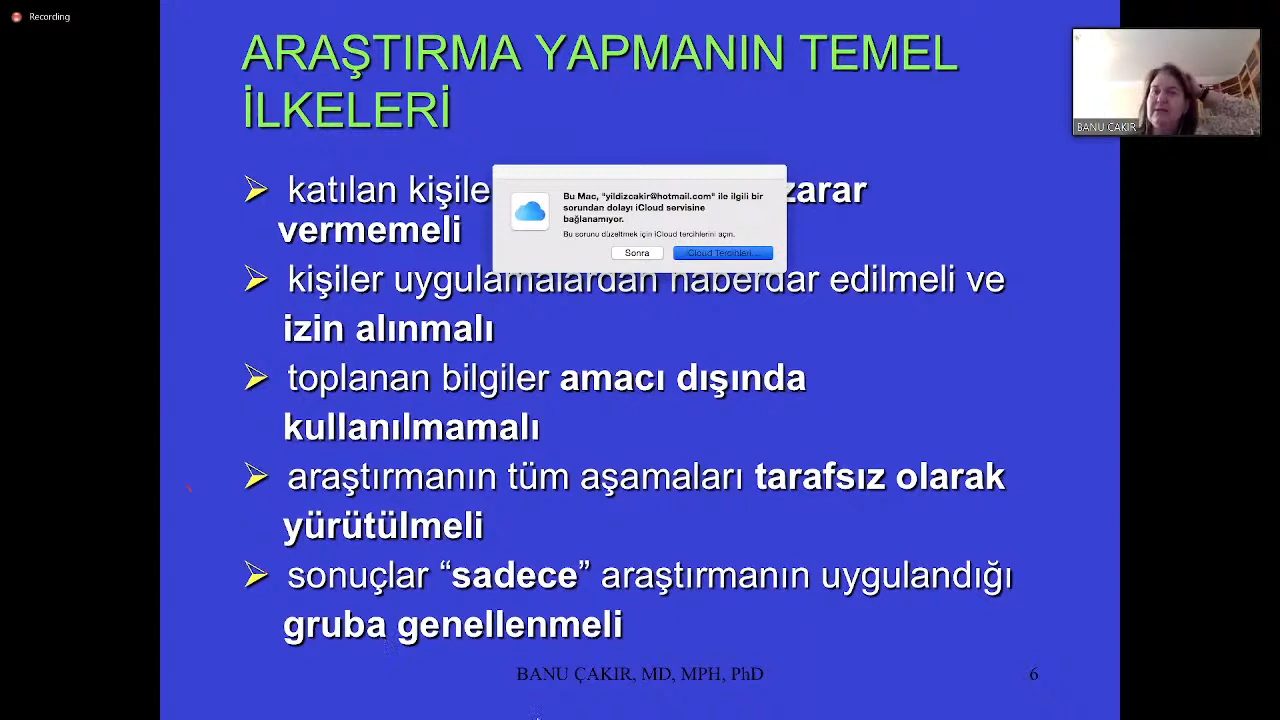 Recording
ARAŞTIRMA YAPMANIN TEMEL
İLKELERİ
BANU ÇAKIR
katılan kişile zarar
vermemeli
Bu Mac, "yildizcakir@hotmail.com" ile ilgili bir
sorundan dolayı iCloud servisine
bağlanamıyor.
Bu sorunu düzeltmek için iCloud tercihlerini açın.
Sonra
iCloud Tercihleri...
kişiler uygulamalardan haberdar edilmeli ve
izin alınmalı
toplanan bilgiler amacı dışında
kullanılmamalı
araştırmanın tüm aşamaları tarafsız olarak
yürütülmeli
sonuçlar “sadece” araştırmanın uygulandığı
gruba genellenmeli
BANU ÇAKIR, MD, MPH, PhD
6